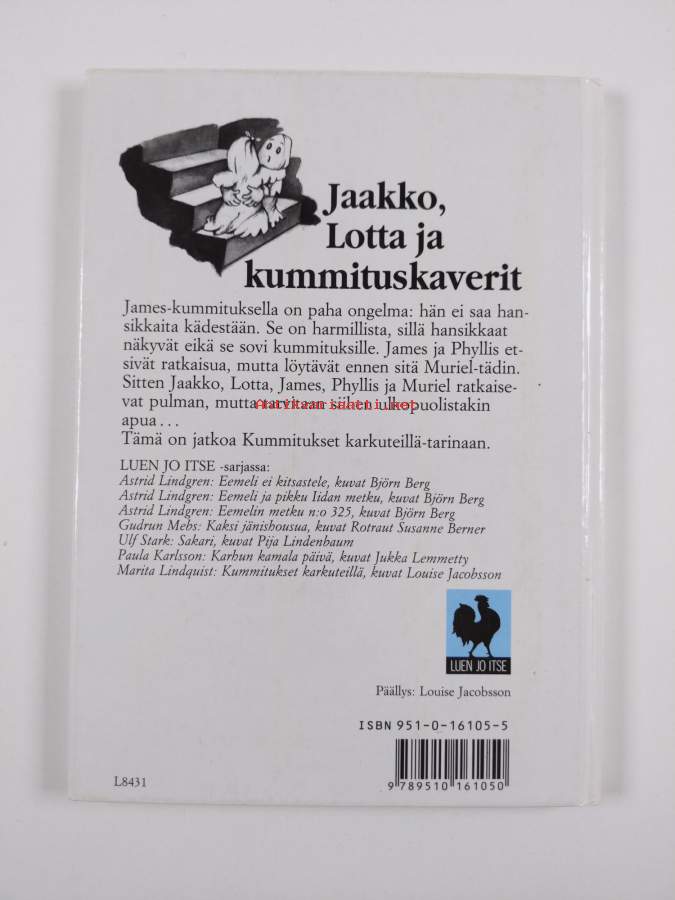 Jaakko,
Lotta ja
kummituskaverit
James-kummituksella on paha ongelma: hän ei saa han-
sikkaita kädestään. Se on harmillista, sillä hansikkaat
näkyvät eikä se sovi kummituksille. James ja Phyllis et-
sivät ratkaisua, mutta löytävät ennen sitä Muriel-tädin.
Sitten Jaakko, Lotta, James, Phyllis ja Muriel ratkaise-
vat pulman, mutta tarvitaan siihen ulkopuolistakin
Antikvariaatti.net
apua...
Tämä on jatkoa Kummitukset karkuteillä-tarinaan.
LUEN JO ITSE -sarjassa:
Astrid Lindgren: Eemeli ei kitsastele, kuvat Björn Berg
Astrid Lindgren: Eemeli ja pikku Iidan metku, kuvat Björn Berg
Astrid Lindgren: Eemelin metku n:o 325, kuvat Björn Berg
Gudrun Mebs: Kaksi jänishousua, kuvat Rotraut Susanne Berner
Ulf Stark: Sakari, kuvat Pija Lindenbaum
Paula Karlsson: Karhun kamala päivä, kuvat Jukka Lemmetty
Marita Lindquist: Kummitukset karkuteillä, kuvat Louise Jacobsson
LUEN JO ITSE
Päällys: Louise Jacobsson
ISBN 951-0-16105-5
9 789510 161050
L8431